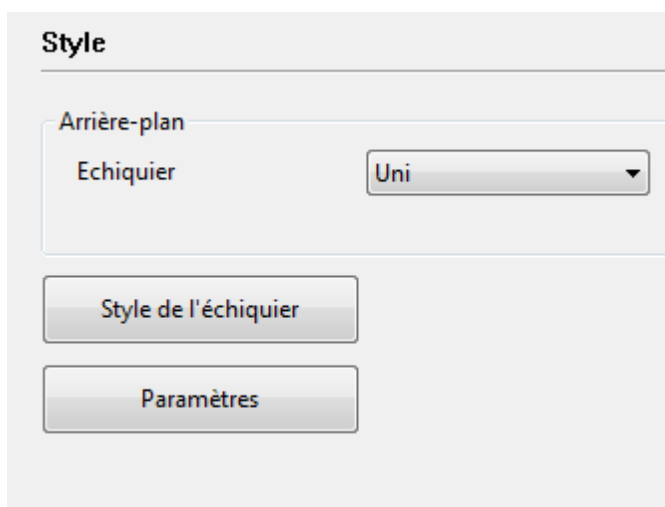 Style
Arrière-plan
Echiquier Uni
Style de l'échiquier
Paramètres